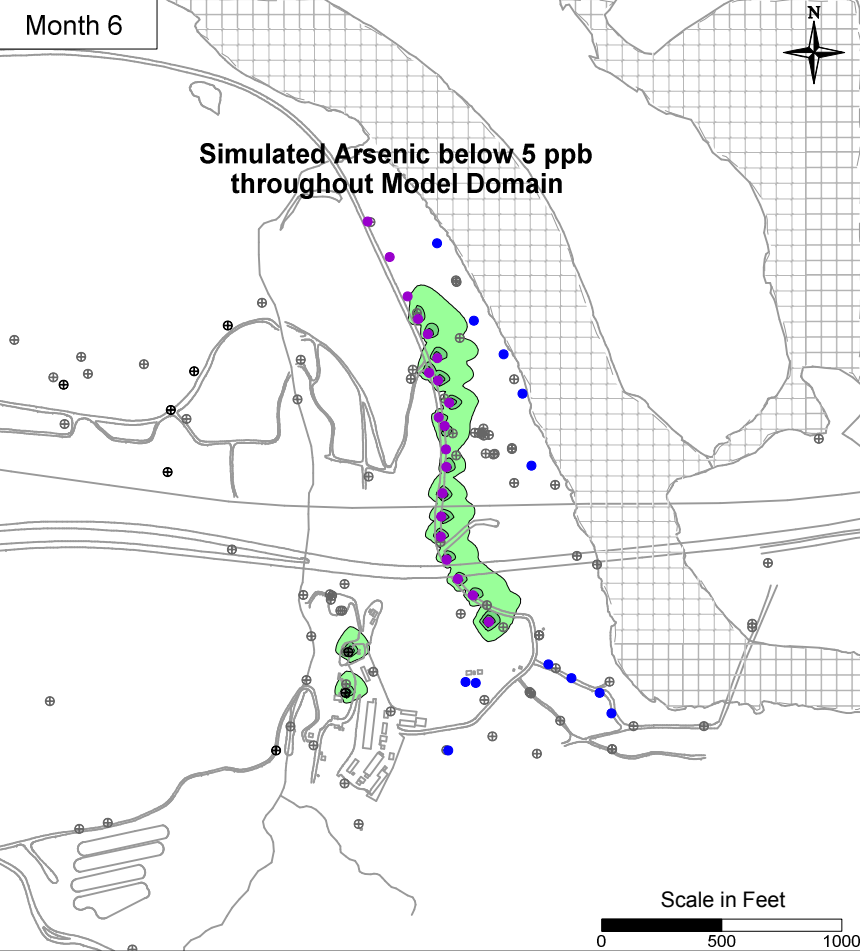 Month 6
N
Simulated Arsenic below 5 ppb
throughout Model Domain
Scale in Feet
0 500 1000